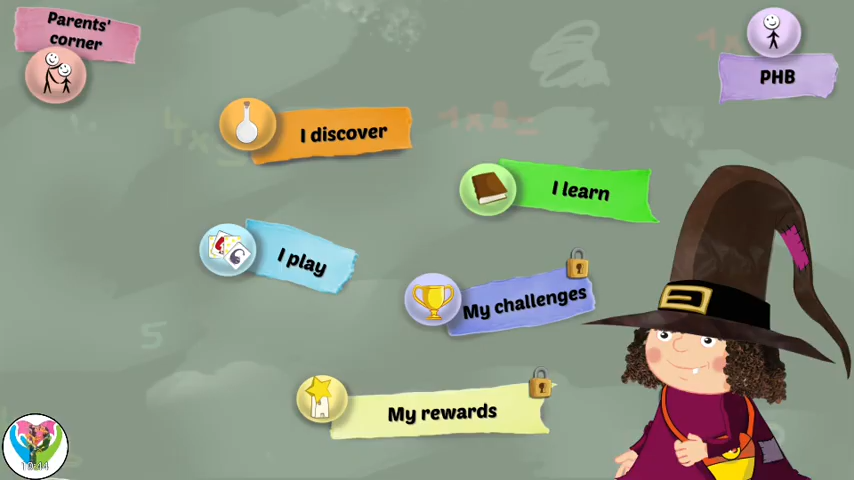 Parents'
corner
PHB
I discover
I learn
I play
My challenges
My rewards